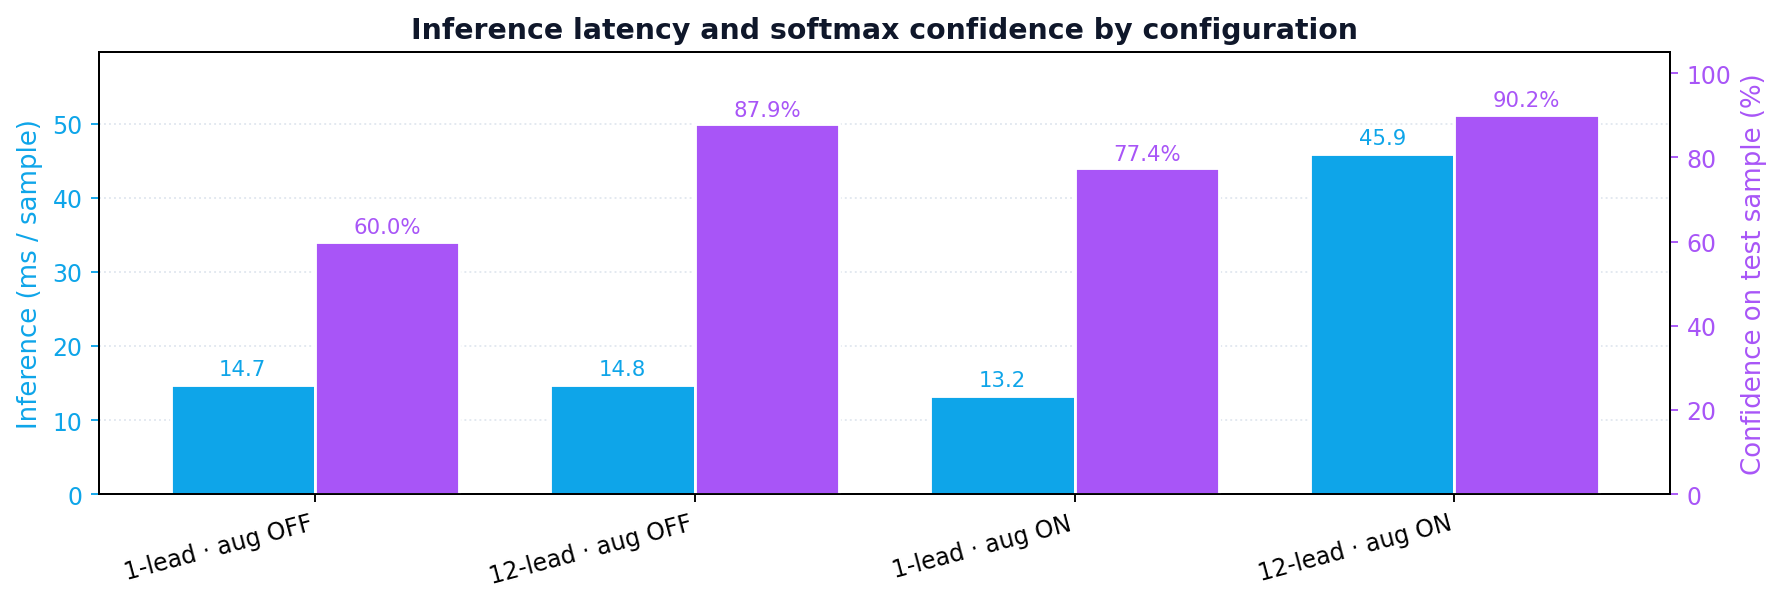 Inference latency and softmax confidence by configuration
Inference (ms / sample)
50
40
30
20
10
0
14.7
60.0%
14.8
87.9%
13.2
77.4%
45.9
90.2%
100
80
60
40
20
0
Confidence on test sample (%)
1-lead · aug OFF
12-lead · aug OFF
1-lead · aug ON
12-lead · aug ON